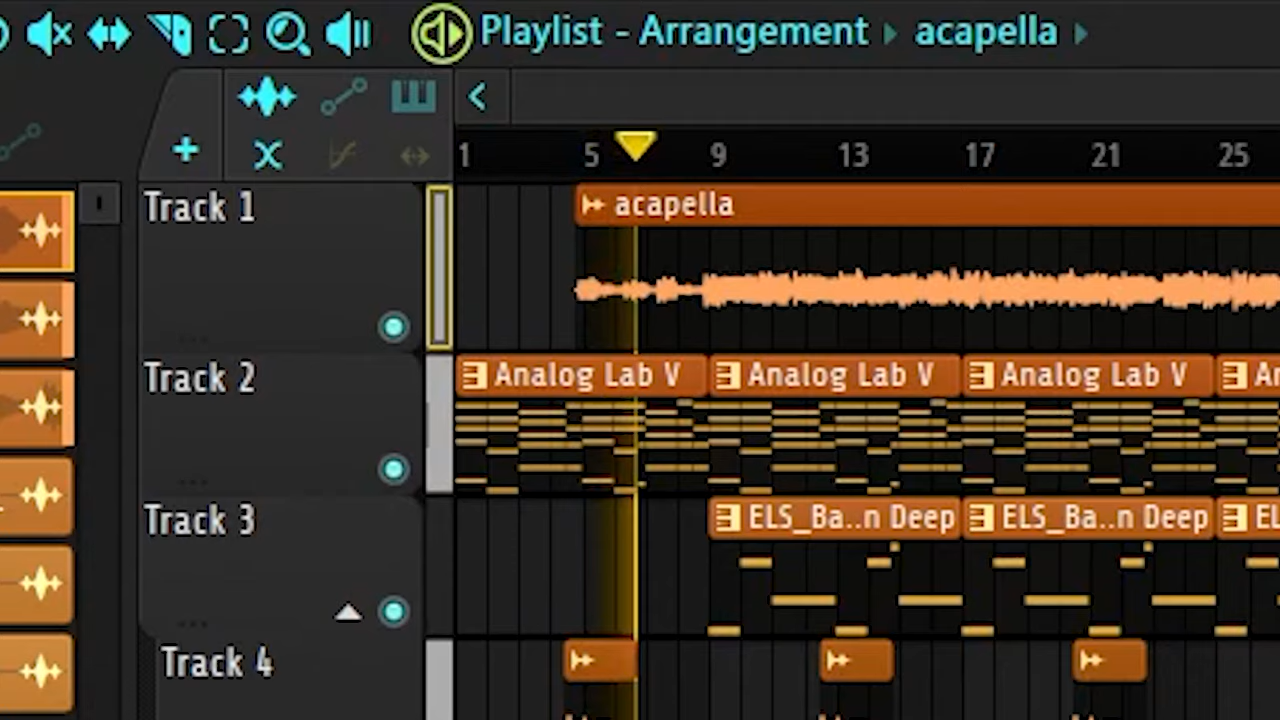 Playlist - Arrangement ▸ acapella ▸
1 5 9 13 17 21 25
Track 1
acapella
Track 2
Analog Lab V Analog Lab V Analog Lab V
Track 3
ELS_Ba..n Deep ELS_Ba..n Deep EL
Track 4